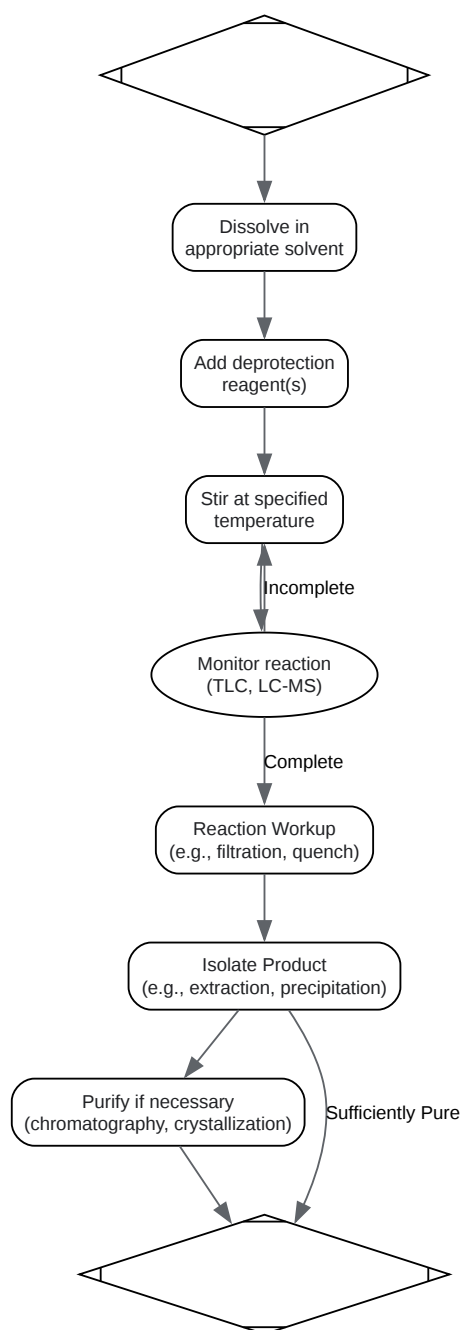 Dissolve in
appropriate solvent
Add deprotection
reagent(s)
Stir at specified
temperature
Incomplete
Monitor reaction
(TLC, LC-MS)
Complete
Reaction Workup
(e.g., filtration, quench)
Isolate Product
(e.g., extraction, precipitation)
Purify if necessary
(chromatography, crystallization)
Sufficiently Pure